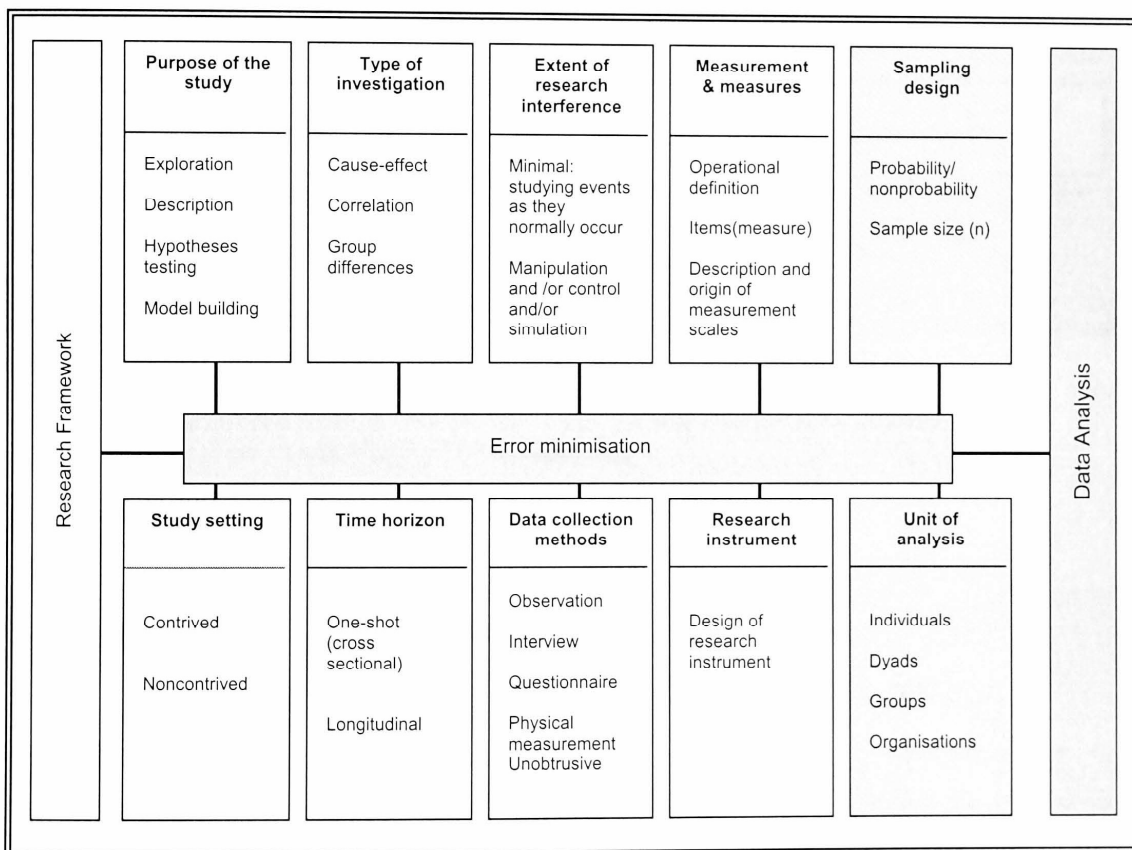 Research Framework
Purpose of the
study
Exploration
Description
Hypotheses
testing
Model building
Type of
investigation
Cause-effect
Correlation
Group
differences
Extent of
research
interference
Minimal:
studying events
as they
normally occur
Manipulation
and /or control
and/or
simulation
Measurement
& measures
Operational
definition
Items(measure)
Description and
origin of
measurement
scales
Sampling
design
Probability/
nonprobability
Sample size (n)
Error minimisation
Study setting
Contrived
Noncontrived
Time horizon
One-shot
(cross
sectional)
Longitudinal
Data collection
methods
Observation
Interview
Questionnaire
Physical
measurement
Unobtrusive
Research
instrument
Design of
research
instrument
Unit of
analysis
Individuals
Dyads
Groups
Organisations
Data Analysis